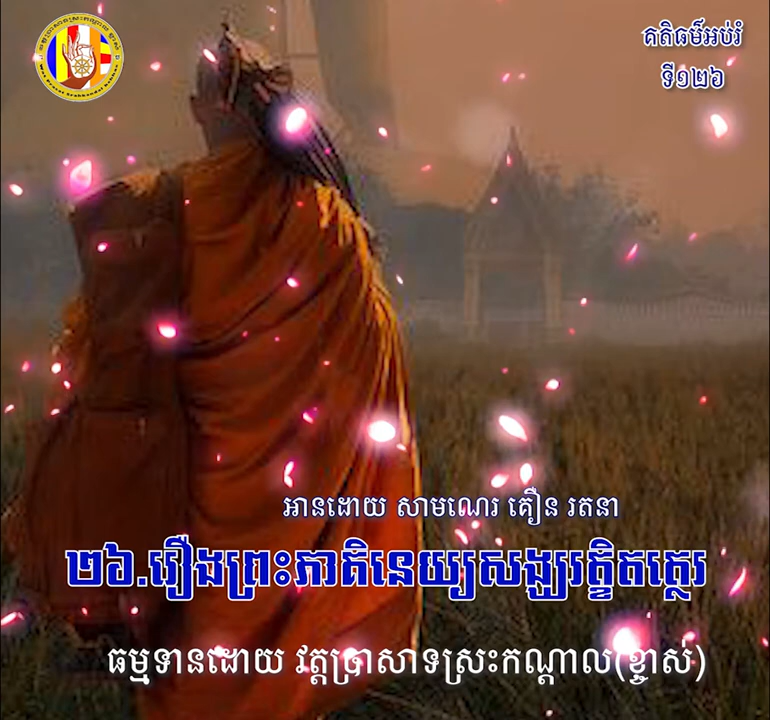 គតិធម៌អប់រំ
ទី១២៦
អានដោយ សាមណេរ គឿន រតនា
២៦.រឿងព្រះភាគិនេយ្យសង្ឃរត្ខិតត្ថេរ
ធម្មទានដោយ វត្តប្រាសាទស្រះកណ្តាល(ខ្ចាស់)